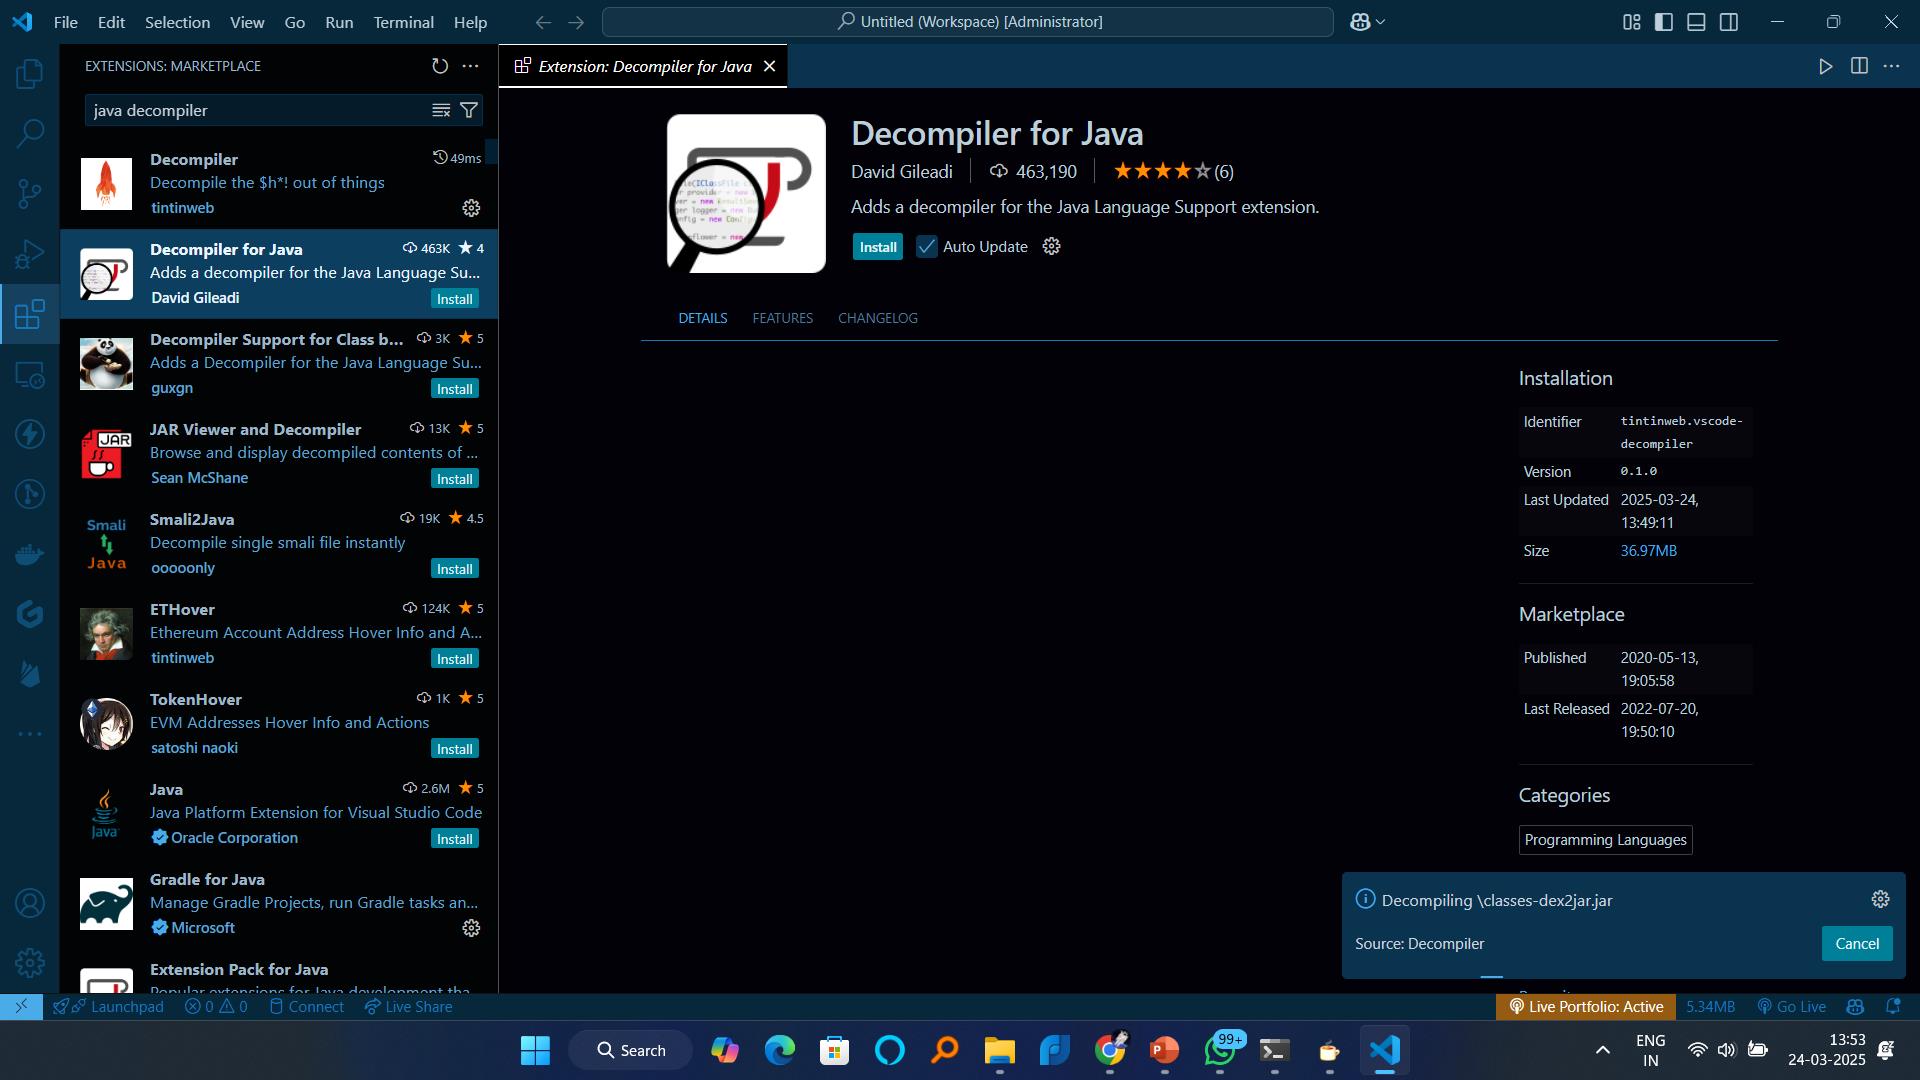 File Edit Selection View Go Run Terminal Help
Untitled (Workspace) [Administrator]
EXTENSIONS: MARKETPLACE
Extension: Decompiler for Java
java decompiler
Decompiler 49ms
Decompile the $h*! out of things
tintinweb
Decompiler for Java 463K 4
Adds a decompiler for the Java Language Su...
David Gileadi Install
Decompiler Support for Class b... 3K 5
Adds a Decompiler for the Java Language Su...
guxgn Install
JAR Viewer and Decompiler 13K 5
Browse and display decompiled contents of ...
Sean McShane Install
JAR
Smali2Java 19K 4.5
Decompile single smali file instantly
ooooonly Install
Smali
Java
ETHover 124K 5
Ethereum Account Address Hover Info and A...
tintinweb Install
TokenHover 1K 5
EVM Addresses Hover Info and Actions
satoshi naoki Install
Java 2.6M 5
Java Platform Extension for Visual Studio Code
Oracle Corporation Install
Java
Gradle for Java
Manage Gradle Projects, run Gradle tasks an...
Microsoft
Extension Pack for Java
Popular extensions for Java development tha...
Decompiler for Java
David Gileadi 463,190 (6)
Adds a decompiler for the Java Language Support extension.
Install Auto Update
DETAILS FEATURES CHANGELOG
Installation
Identifier tintinweb.vscode-
decompiler
Version 0.1.0
Last Updated 2025-03-24,
13:49:11
Size 36.97MB
Marketplace
Published 2020-05-13,
19:05:58
Last Released 2022-07-20,
19:50:10
Categories
Programming Languages
Decompiling \classes-dex2jar.jar
Source: Decompiler Cancel
Launchpad 0 0 Connect Live Share
Live Portfolio: Active 5.34MB Go Live
Search
99+
ENG
IN
13:53
24-03-2025